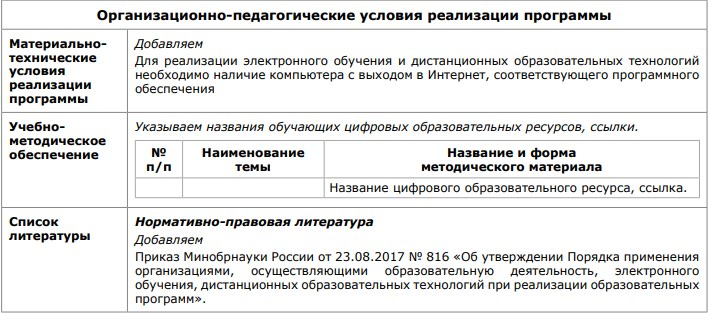 Организационно-педагогические условия реализации программы
Материально-
технические
условия
реализации
программы
Добавляем
Для реализации электронного обучения и дистанционных образовательных технологий
необходимо наличие компьютера с выходом в Интернет, соответствующего программного
обеспечения
Учебно-
методическое
обеспечение
Указываем названия обучающих цифровых образовательных ресурсов, ссылки.
№
п/п
Наименование
темы
Название и форма
методического материала
Название цифрового образовательного ресурса, ссылка.
Список
литературы
Нормативно-правовая литература
Добавляем
Приказ Минобрнауки России от 23.08.2017 № 816 «Об утверждении Порядка применения
организациями, осуществляющими образовательную деятельность, электронного
обучения, дистанционных образовательных технологий при реализации образовательных
программ».